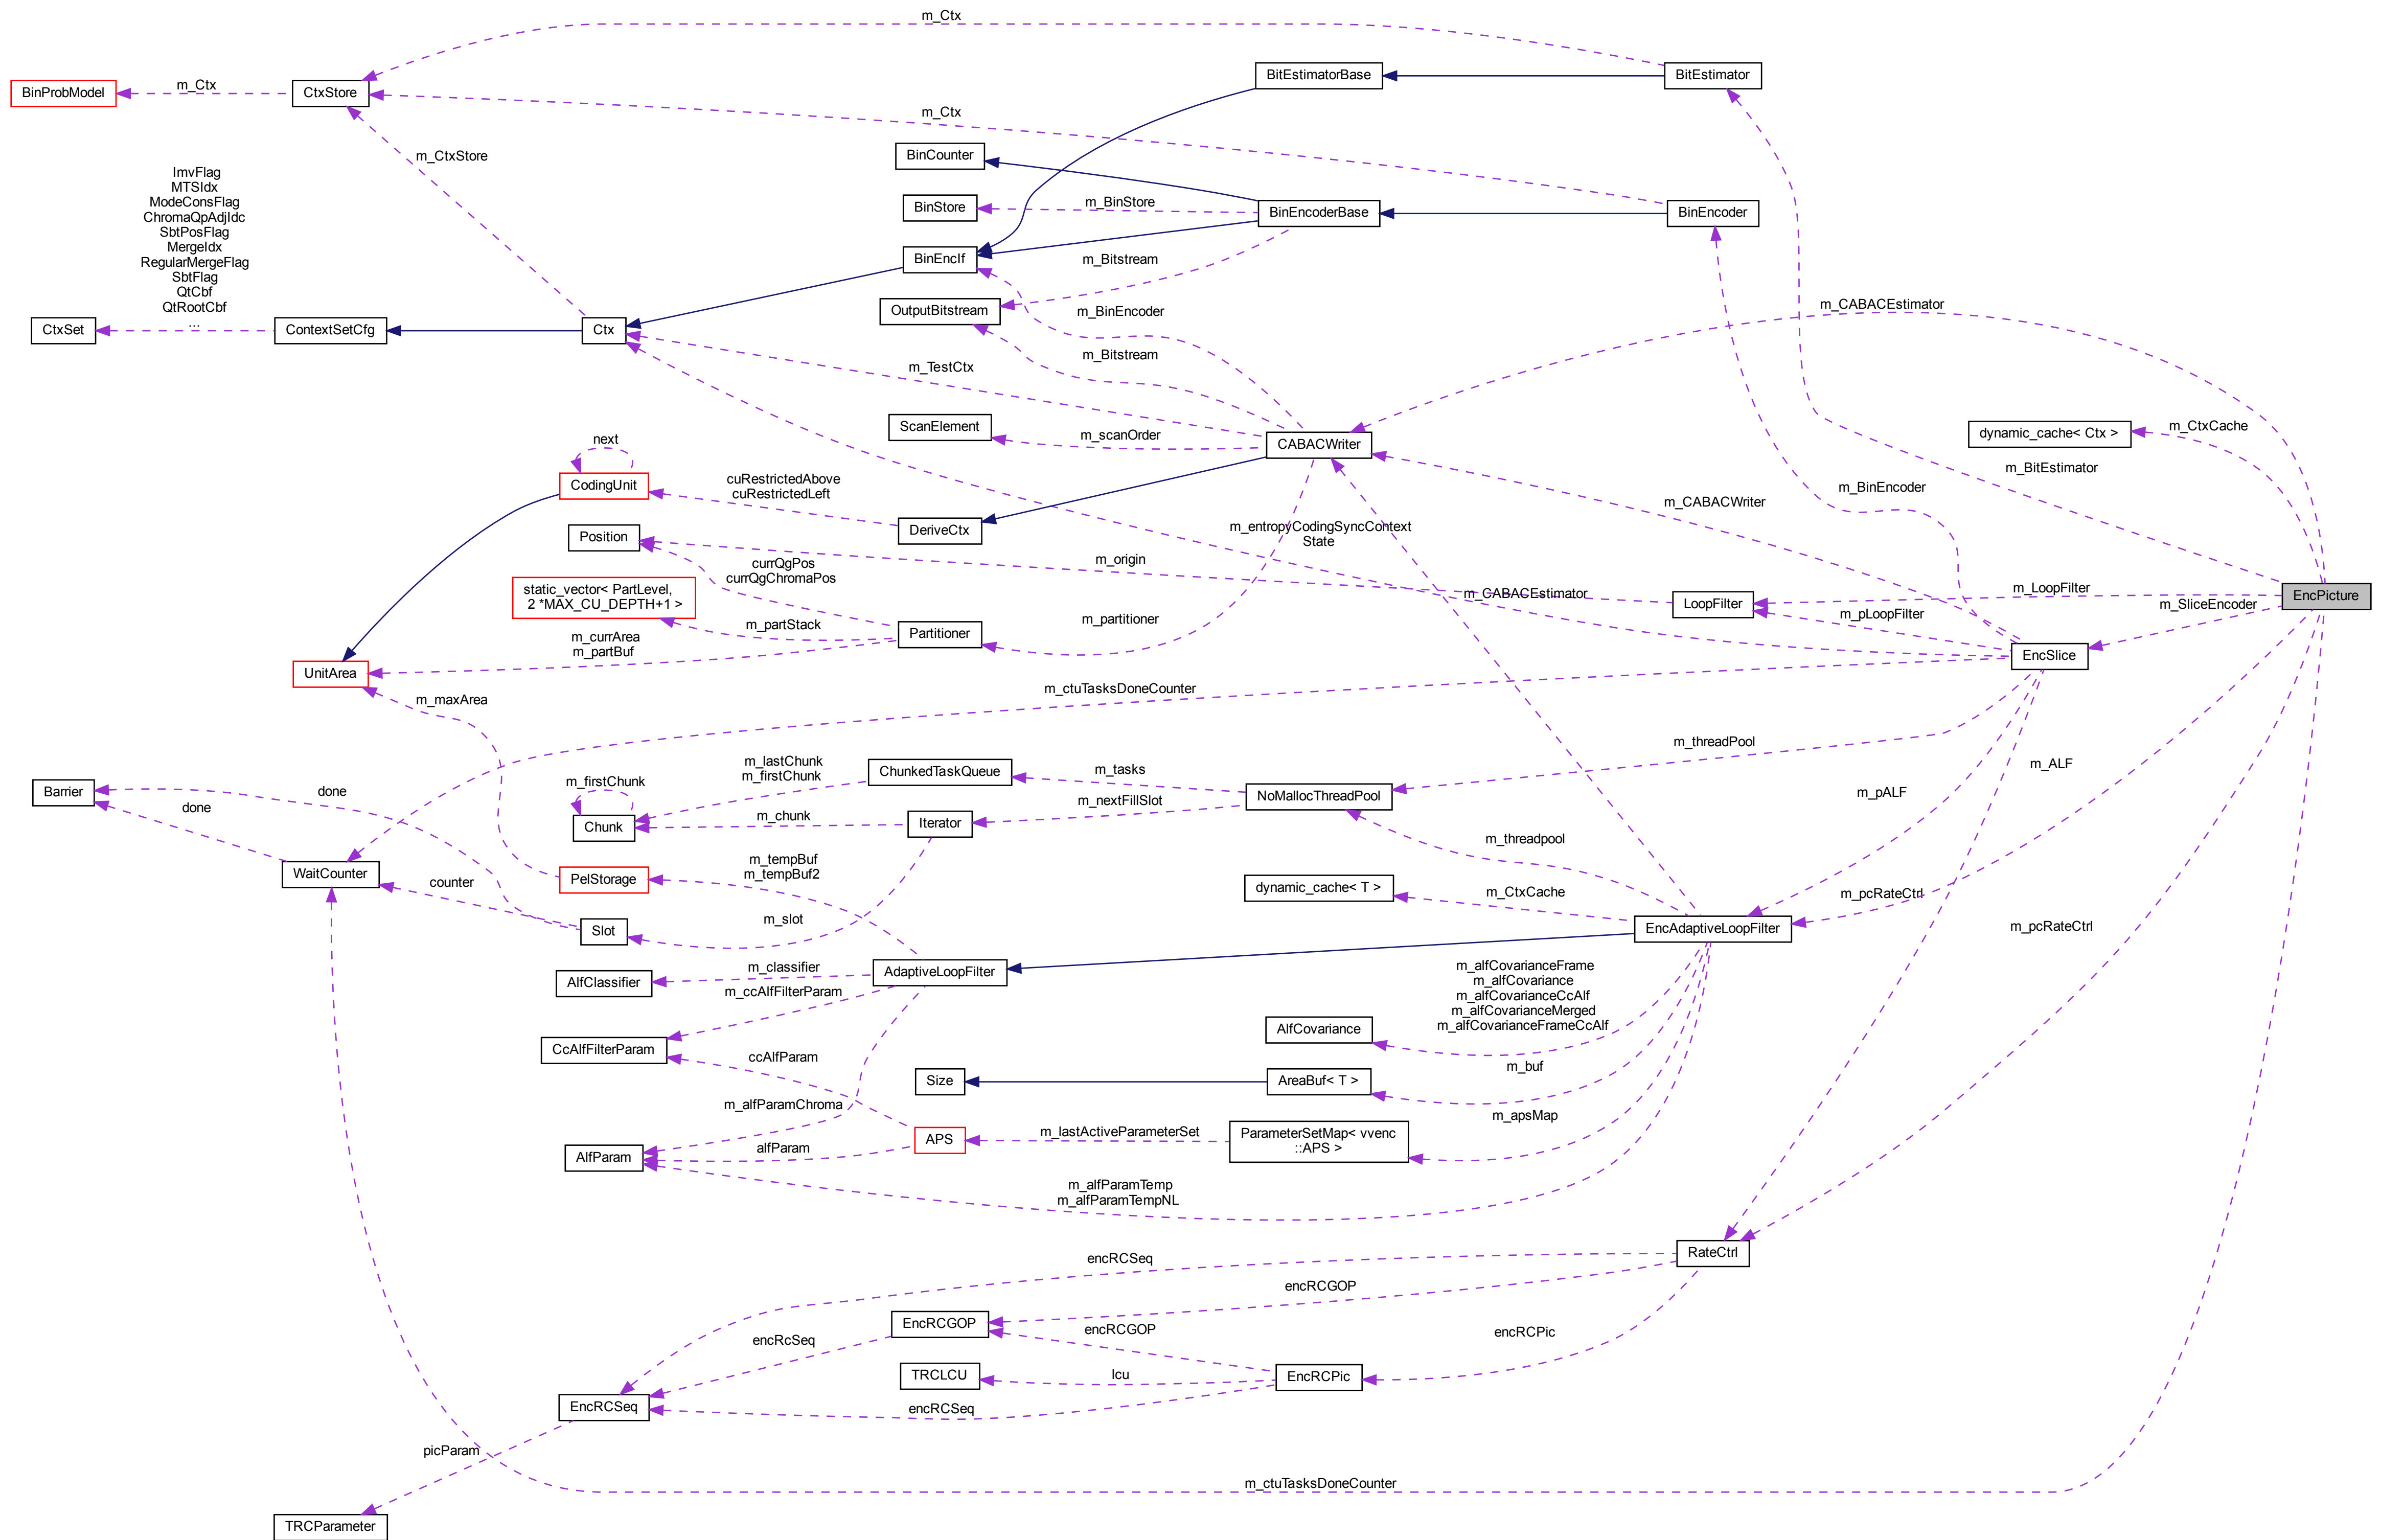 m_Ctx
BitEstimatorBase
BitEstimator
BinProbModel
m_Ctx
CtxStore
m_Ctx
BinCounter
m_CtxStore
ImvFlag
MTSIdx
ModeConsFlag
ChromaQpAdjIdc
SbtPosFlag
MergeIdx
RegularMergeFlag
SbtFlag
QtCbf
QtRootCbf
...
BinStore
m_BinStore
BinEncoderBase
BinEncoder
BinEncIf
m_Bitstream
OutputBitstream
m_BinEncoder
m_CABACEstimator
CtxSet
ContextSetCfg
Ctx
m_Bitstream
m_TestCtx
ScanElement
m_scanOrder
CABACWriter
dynamic_cache< Ctx >
m_CtxCache
next
CodingUnit
cuRestrictedAbove
cuRestrictedLeft
m_BinEncoder
m_BitEstimator
m_CABACWriter
DeriveCtx
Position
m_entropyCodingSyncContext
State
m_origin
currQgPos
currQgChromaPos
static_vector< PartLevel,
2 *MAX_CU_DEPTH+1 >
m_CABACEstimator
LoopFilter
m_LoopFilter
EncPicture
m_pLoopFilter
m_SliceEncoder
m_partStack
Partitioner
m_partitioner
m_currArea
m_partBuf
EncSlice
UnitArea
m_maxArea
m_ctuTasksDoneCounter
m_threadPool
m_ALF
Barrier
done
done
m_firstChunk
m_lastChunk
m_firstChunk
ChunkedTaskQueue
m_tasks
NoMallocThreadPool
m_nextFillSlot
m_pALF
Chunk
m_chunk
Iterator
WaitCounter
counter
PelStorage
m_tempBuf
m_tempBuf2
m_threadpool
dynamic_cache< T >
m_CtxCache
m_pcRateCtrl
m_pcRateCtrl
Slot
m_slot
EncAdaptiveLoopFilter
AlfClassifier
m_classifier
AdaptiveLoopFilter
m_ccAlfFilterParam
m_alfCovarianceFrame
m_alfCovariance
m_alfCovarianceCcAlf
m_alfCovarianceMerged
m_alfCovarianceFrameCcAlf
AlfCovariance
CcAlfFilterParam
ccAlfParam
Size
AreaBuf< T >
m_buf
m_alfParamChroma
m_apsMap
AlfParam
alfParam
APS
m_lastActiveParameterSet
ParameterSetMap< vvenc
::APS >
m_alfParamTemp
m_alfParamTempNL
RateCtrl
encRCSeq
encRCGOP
EncRCGOP
encRcSeq
encRCGOP
encRCPic
TRCLCU
lcu
EncRCPic
EncRCSeq
encRCSeq
picParam
m_ctuTasksDoneCounter
TRCParameter